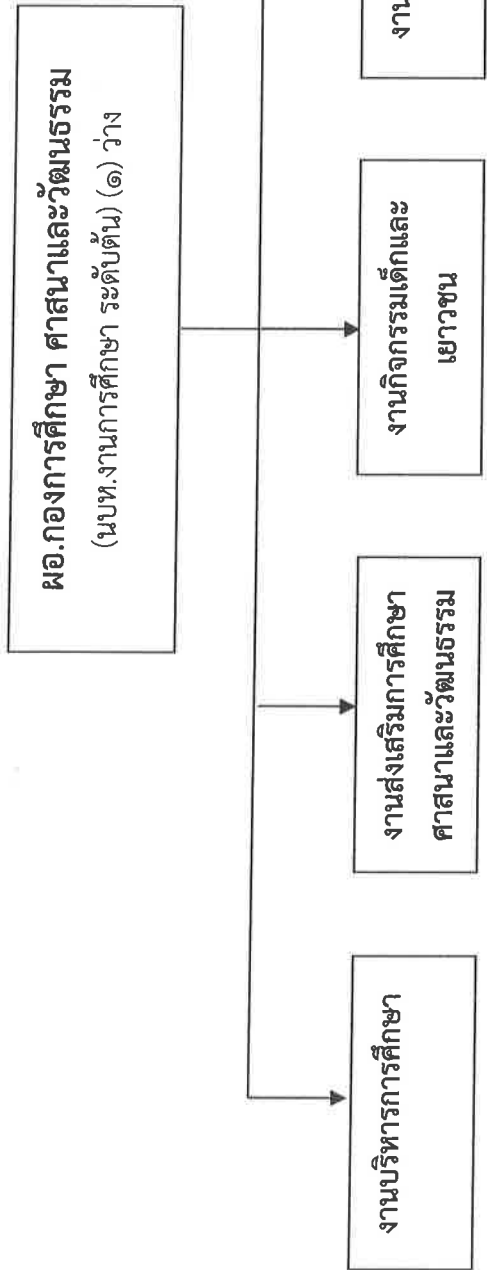 ผอ.กองการศึกษา ศาสนาและวัฒนธรรม
(นบห.งานการศึกษา ระดับต้น) (๑) ว่าง
งานบริหารการศึกษา
งานส่งเสริมการศึกษา
ศาสนาและวัฒนธรรม
งานกิจกรรมเด็กและ
เยาวชน
งาน